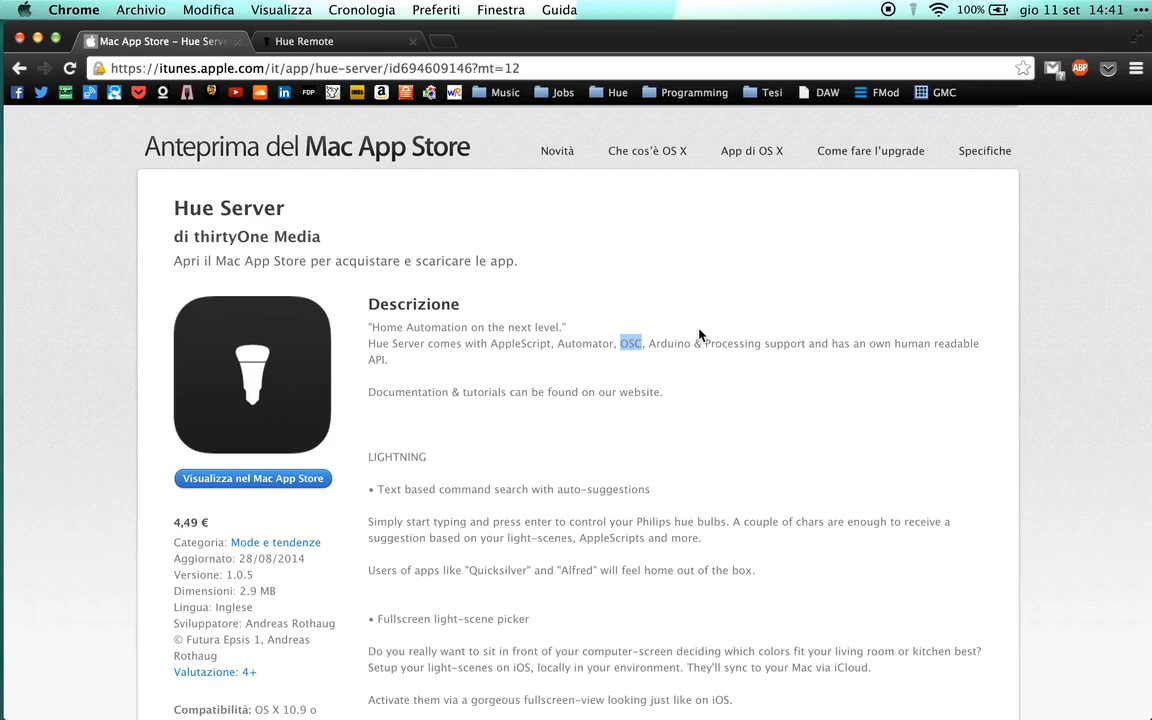 Chrome Archivio Modifica Visualizza Cronologia Preferiti Finestra Guida 100% gio 11 set 14:41
Mac App Store – Hue Serv Hue Remote
https://itunes.apple.com/it/app/hue-server/id694609146?mt=12
Music Jobs Hue Programming Tesi DAW FMod GMC
Anteprima del Mac App Store Novità Che cos'è OS X App di OS X Come fare l'upgrade Specifiche
Hue Server
di thirtyOne Media
Apri il Mac App Store per acquistare e scaricare le app.
Visualizza nel Mac App Store
4,49 €
Categoria: Mode e tendenze
Aggiornato: 28/08/2014
Versione: 1.0.5
Dimensioni: 2.9 MB
Lingua: Inglese
Sviluppatore: Andreas Rothaug
© Futura Epsis 1, Andreas
Rothaug
Valutazione: 4+
Compatibilità: OS X 10.9 o
Descrizione
"Home Automation on the next level."
Hue Server comes with AppleScript, Automator, OSC, Arduino & Processing support and has an own human readable
API.
Documentation & tutorials can be found on our website.
LIGHTNING
• Text based command search with auto-suggestions
Simply start typing and press enter to control your Philips hue bulbs. A couple of chars are enough to receive a
suggestion based on your light-scenes, AppleScripts and more.
Users of apps like "Quicksilver" and "Alfred" will feel home out of the box.
• Fullscreen light-scene picker
Do you really want to sit in front of your computer-screen deciding which colors fit your living room or kitchen best?
Setup your light-scenes on iOS, locally in your environment. They'll sync to your Mac via iCloud.
Activate them via a gorgeous fullscreen-view looking just like on iOS.